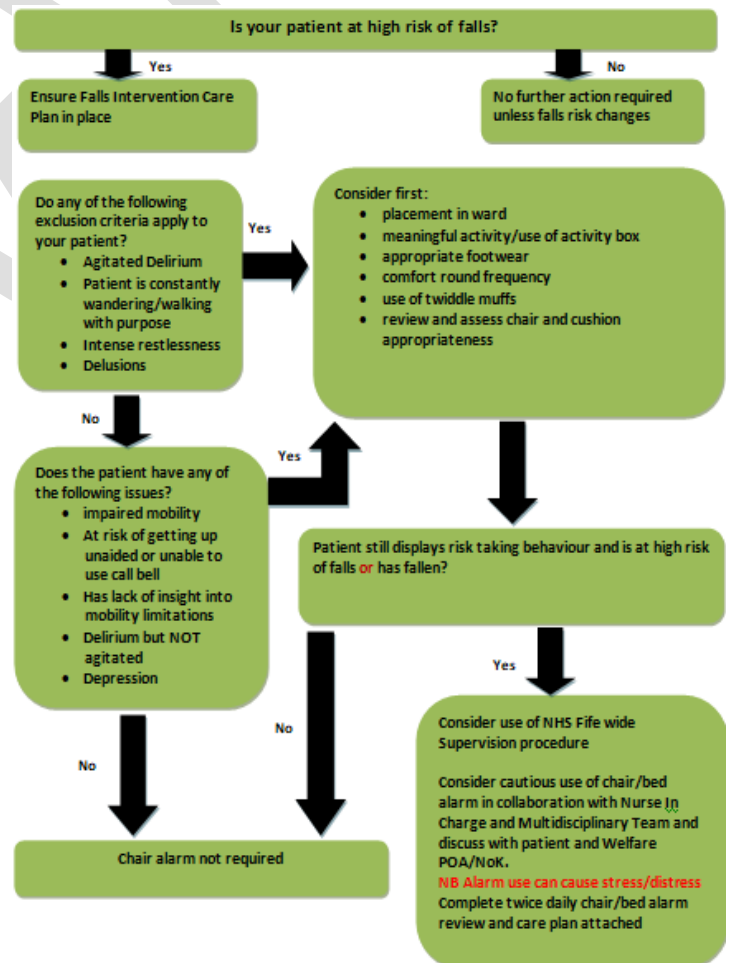 Is your patient at high risk of falls?
Yes
No
Ensure Falls Intervention Care
Plan in place
No further action required
unless falls risk changes
Do any of the following
exclusion criteria apply to
your patient?
• Agitated Delirium
• Patient is constantly
wandering/walking
with purpose
• Intense restlessness
• Delusions
Yes
Consider first:
• placement in ward
• meaningful activity/use of activity box
• appropriate footwear
• comfort round frequency
• use of twiddle muffs
• review and assess chair and cushion
appropriateness
No
Does the patient have any of
the following issues?
• impaired mobility
• At risk of getting up
unaided or unable to
use call bell
• Has lack of insight into
mobility limitations
• Delirium but NOT
agitated
• Depression
Yes
Patient still displays risk taking behaviour and is at high risk
of falls or has fallen?
No
No
Yes
Chair alarm not required
Consider use of NHS Fife wide
Supervision procedure
Consider cautious use of chair/bed
alarm in collaboration with Nurse In
Charge and Multidisciplinary Team and
discuss with patient and Welfare
POA/NoK.
NB Alarm use can cause stress/distress
Complete twice daily chair/bed alarm
review and care plan attached